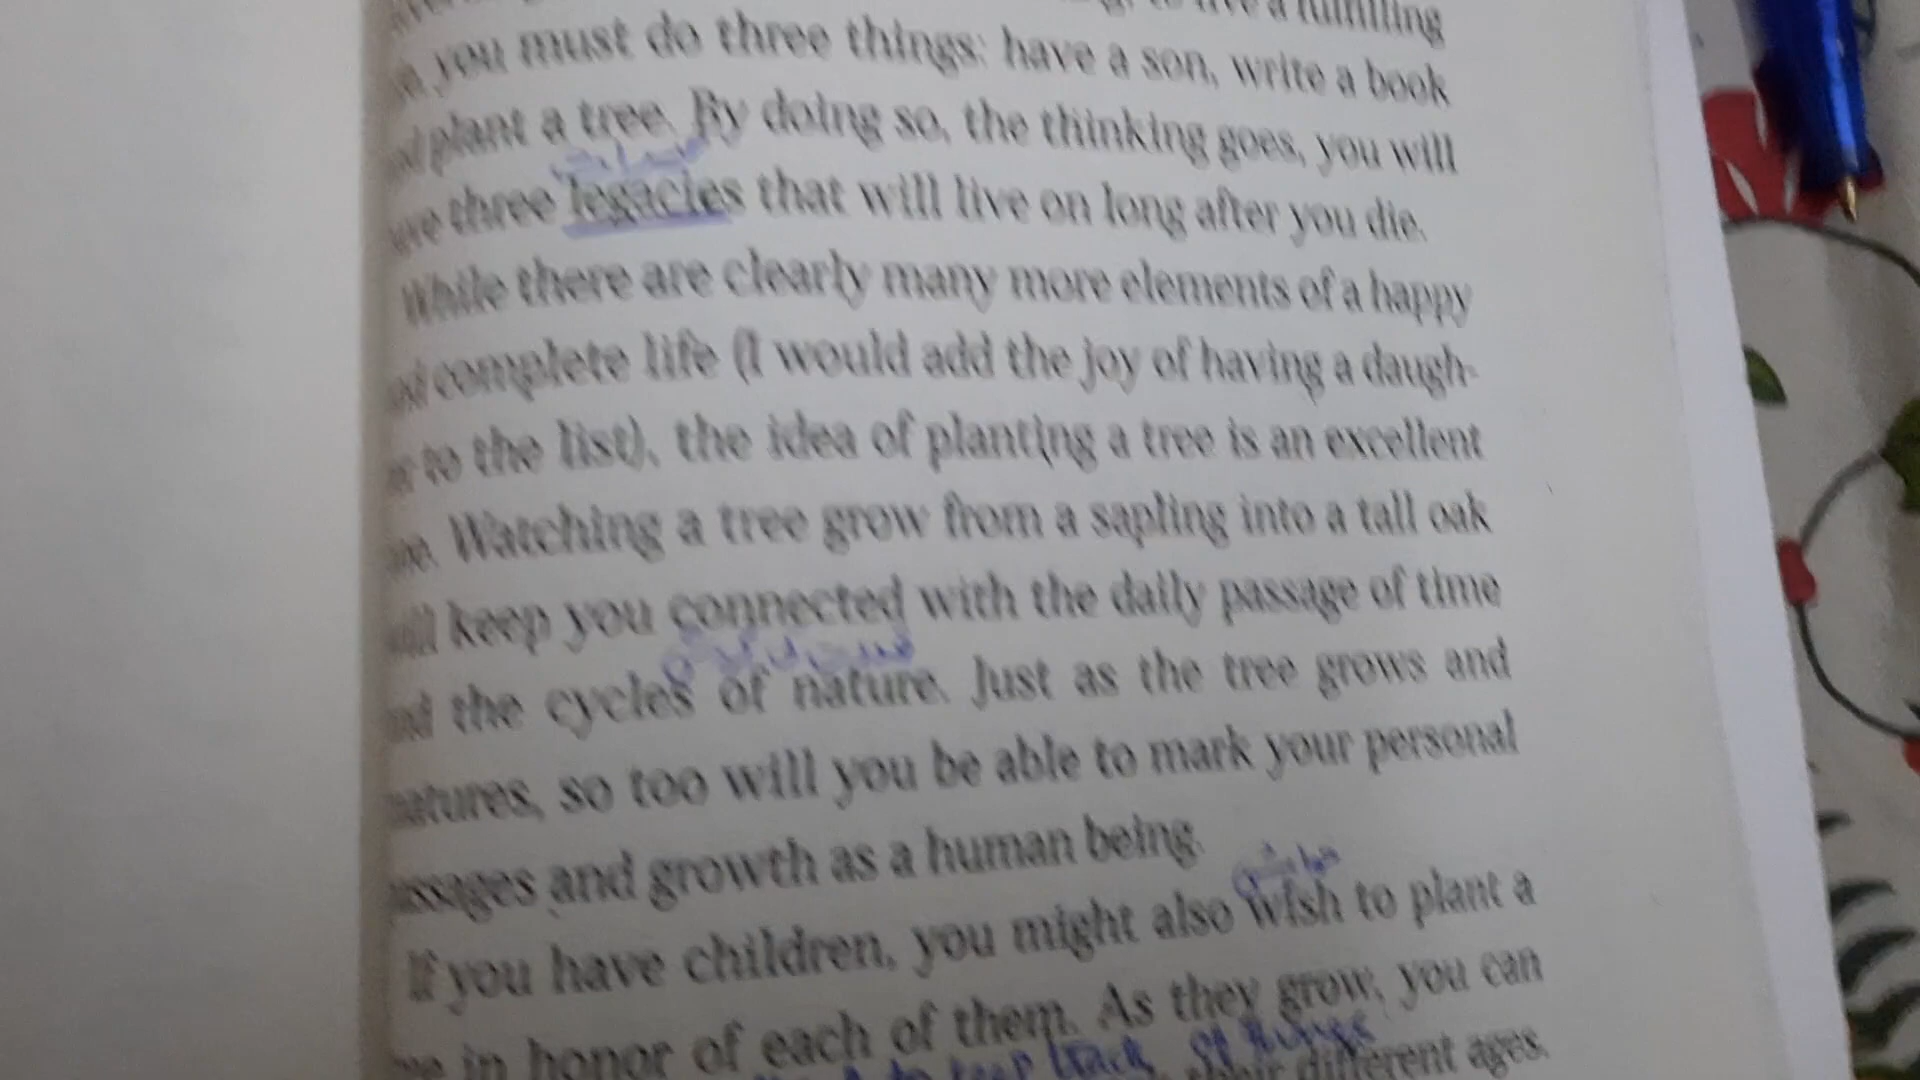 live a fulfilling
you must do three things: have a son, write a book
plant a tree. By doing so, the thinking goes, you will
three legacies that will live on long after you die.
While there are clearly many more elements of a happy
complete life (I would add the joy of having a daugh-
to the list), the idea of planting a tree is an excellent
Watching a tree grow from a sapling into a tall oak
keep you connected with the daily passage of time
the cycles of nature. Just as the tree grows and
so too will you be able to mark your personal
and growth as a human being.
If you have children, you might also wish to plant a
in honor of each of them. As they grow, you can
to keep track of
different ages.